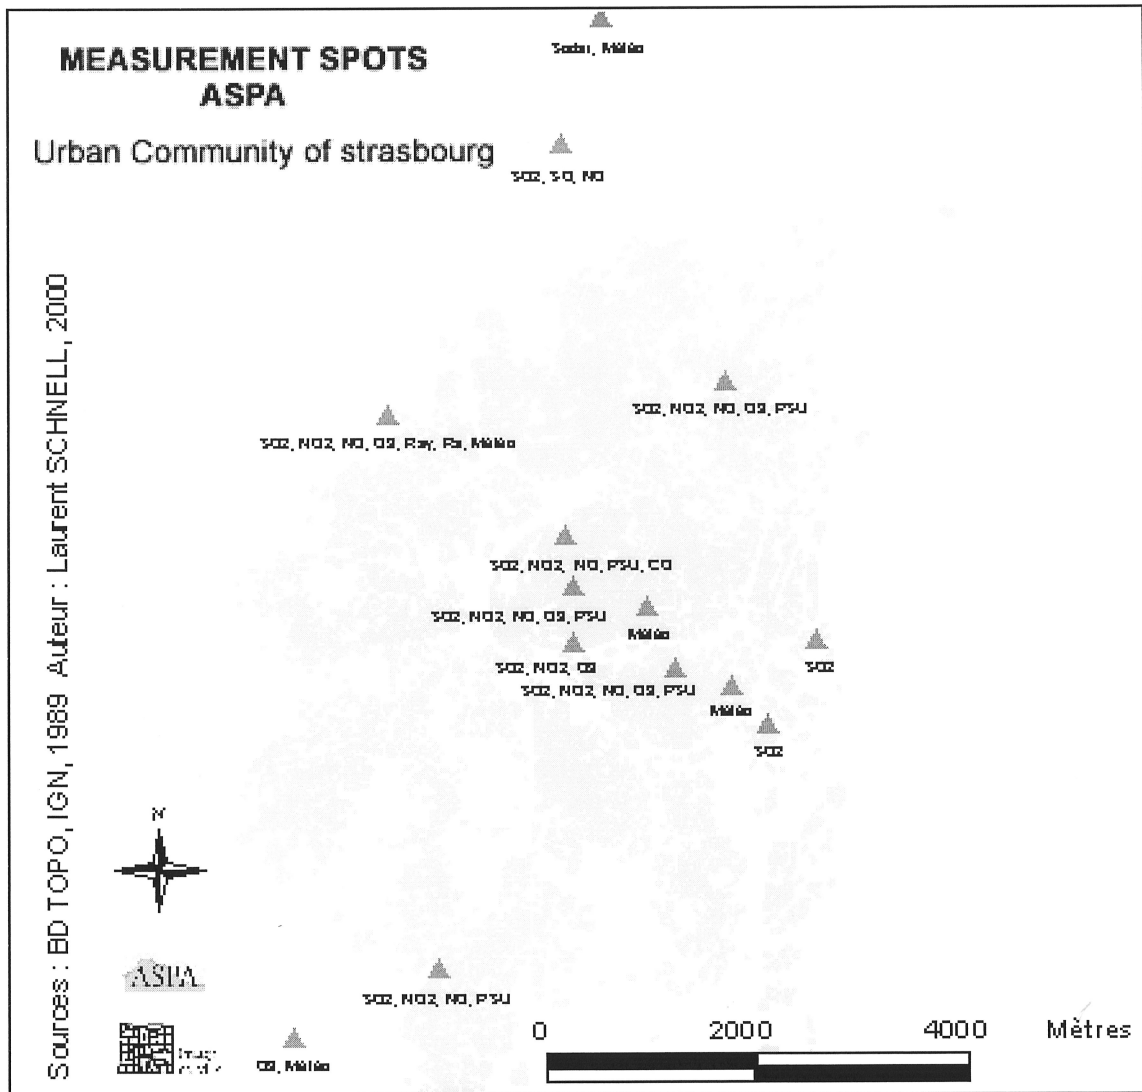 MEASUREMENT SPOTS
ASPA
Urban Community of strasbourg
Sodar, Météo
SO2, SO, NO
SO2, NO2, NO, O3, PSU
SO2, NO2, NO, O3, Ray, Ra, Météo
SO2, NO2, NO, PSU, CO
SO2, NO2, NO, O3, PSU
Météo
SO2, NO2, O3
SO2
SO2, NO2, NO, O3, PSU
Météo
SO2
Sources : BD TOPO, IGN, 1989 Auteur : Laurent SCHNELL, 2000
N
ASPA
SO2, NO2, NO, PSU
Image
O3, Météo
0 2000 4000 Mètres